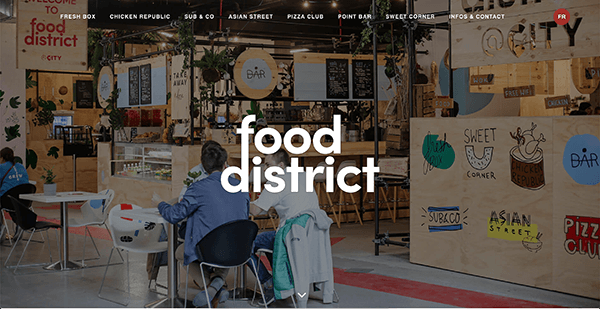 FRESH BOX CHICKEN REPUBLIC SUB & CO ASIAN STREET PIZZA CLUB POINT BAR SWEET CORNER INFOS & CONTACT FR
WELCOME TO
food
district
@CITY
TAKE
AWAY
BAR
@CITY
food
district
fresh
box
SWEET
CORNER
CHICKEN
BAR
SUB&CO
ASIAN
STREET
PIZZA
CLUB